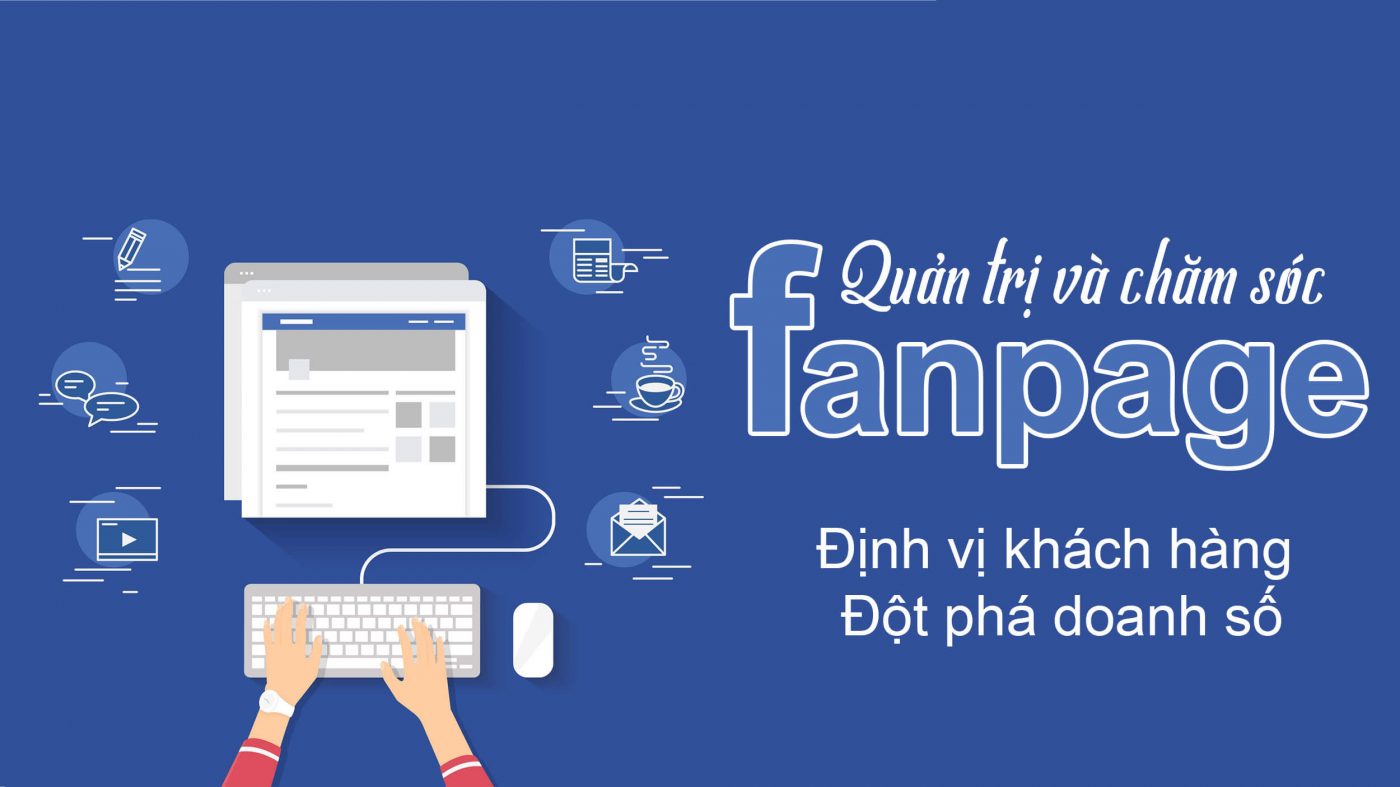 Quản trị và chăm sóc
fanpage
Định vị khách hàng
Đột phá doanh số